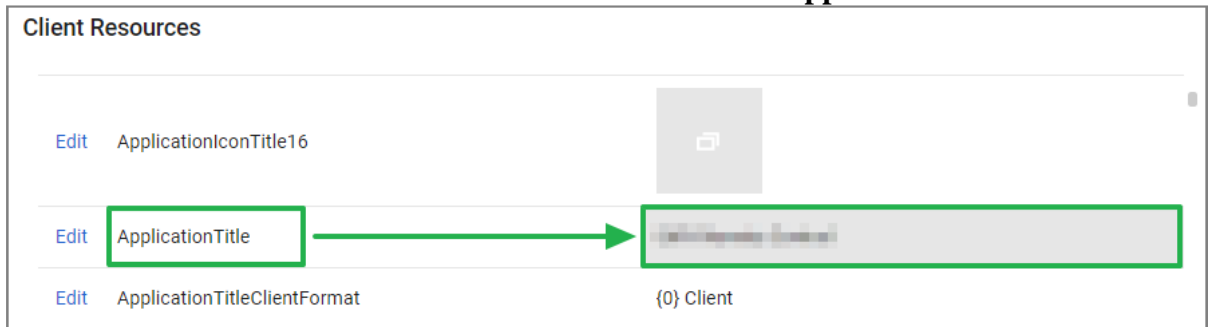 Client Resources
Edit ApplicationIconTitle16
Edit ApplicationTitle
Edit ApplicationTitleClientFormat {0} Client